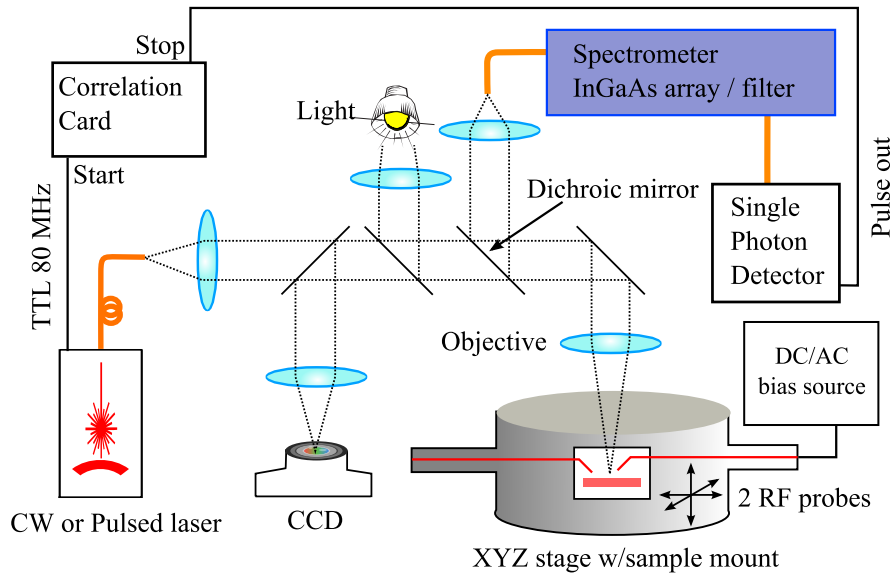 Stop
Correlation
Card
Start
TTL 80 MHz
Light
Spectrometer
InGaAs array / filter
Dichroic mirror
Single
Photon
Detector
Pulse out
Objective
DC/AC
bias source
2 RF probes
CW or Pulsed laser
CCD
XYZ stage w/sample mount